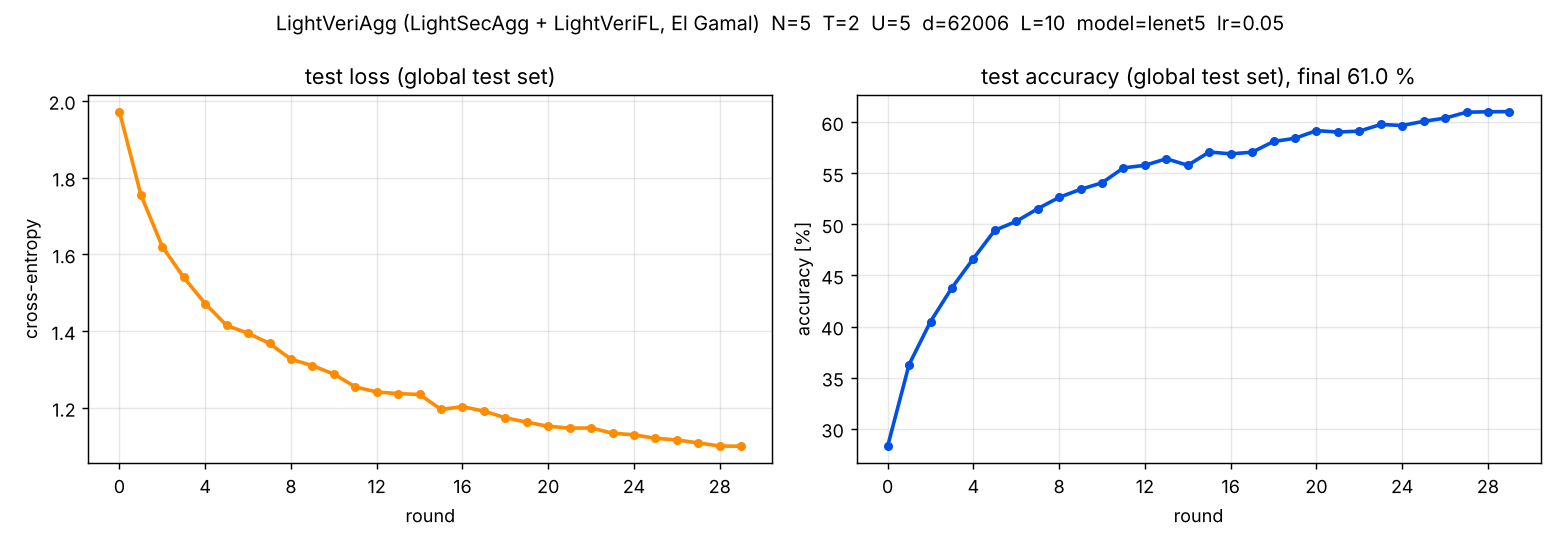 LightVeriAgg (LightSecAgg + LightVeriFL, El Gamal)  N=5  T=2  U=5  d=62006  L=10  model=lenet5  lr=0.05
test loss (global test set)
2.0
1.8
1.6
1.4
1.2
cross-entropy
0 4 8 12 16 20 24 28
round
test accuracy (global test set), final 61.0 %
60
55
50
45
40
35
30
accuracy [%]
0 4 8 12 16 20 24 28
round